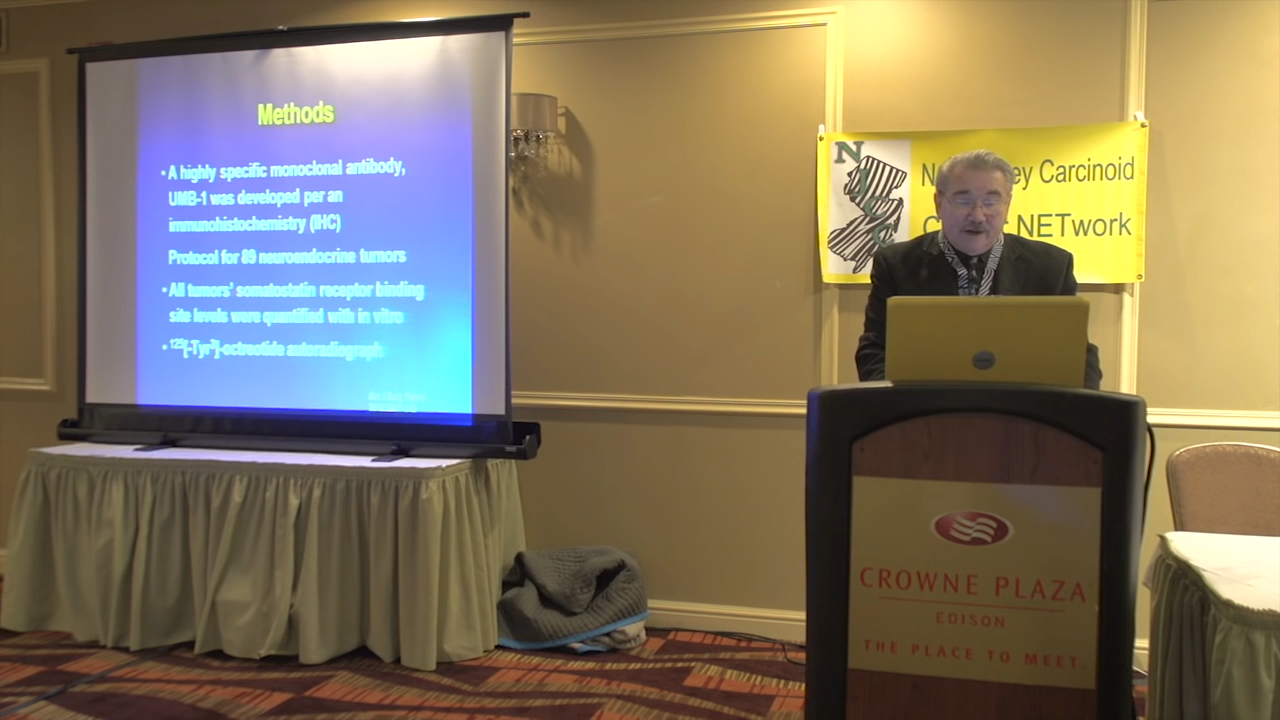 Methods
• A highly specific monoclonal antibody,
UMB-1 was developed per an
immunohistochemistry (IHC)
Protocol for 89 neuroendocrine tumors
• All tumors' somatostatin receptor binding
site levels were quantified with in vitro
• ¹²⁵[-Tyr³]-octreotide autoradiograph
NJCC
Carcinoid
NETwork
CROWNE PLAZA
EDISON
THE PLACE TO MEET.